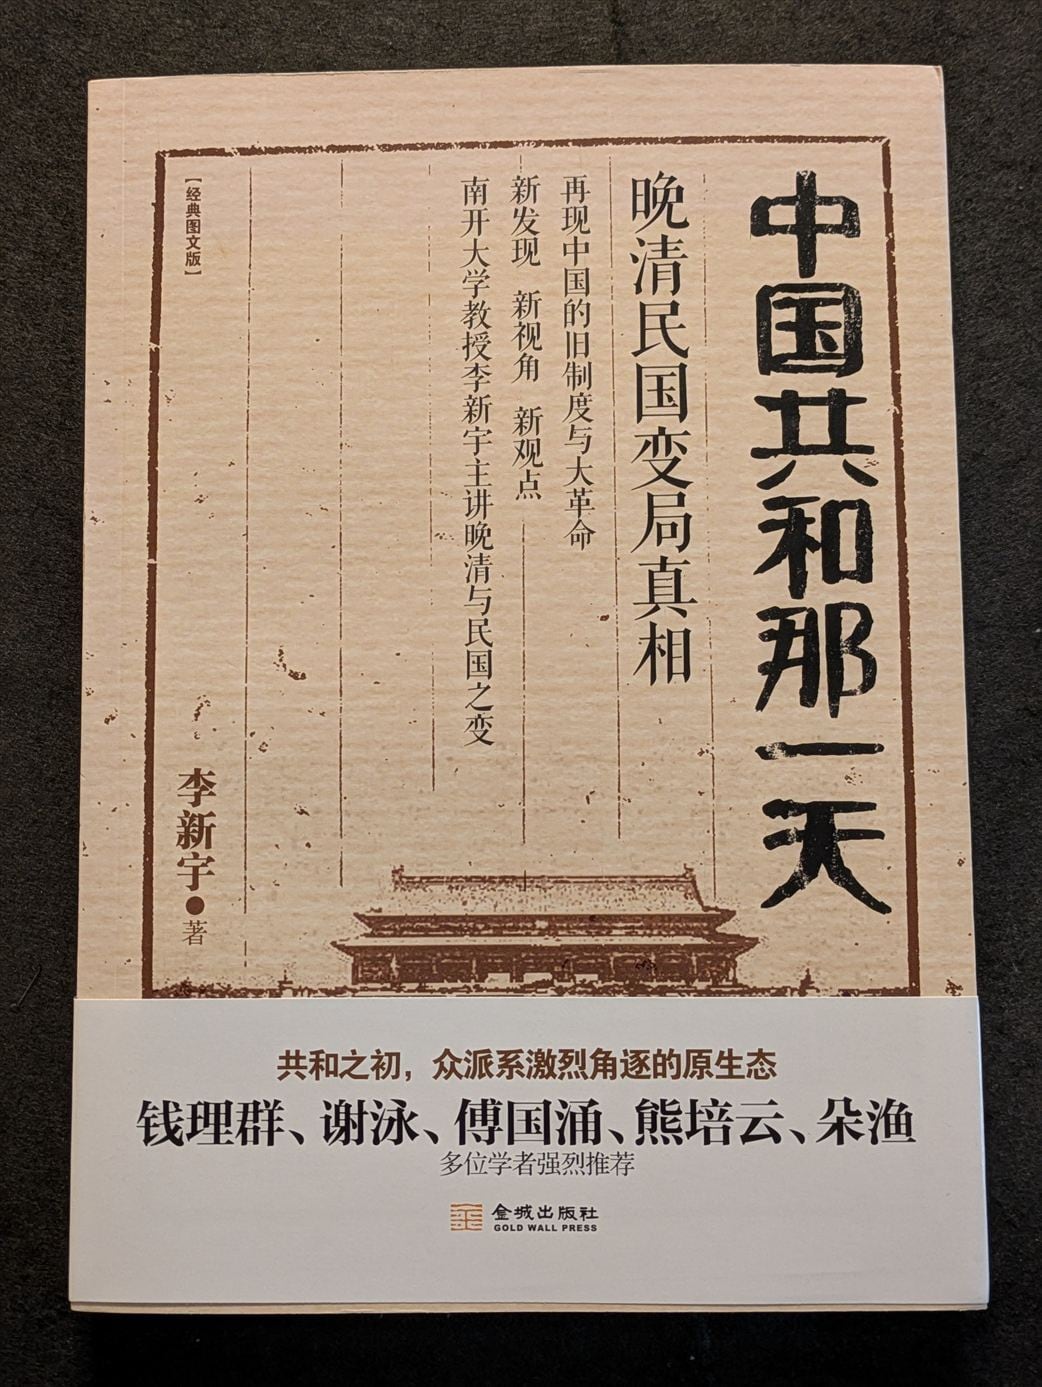 中国共和那一天
晚清民国变局真相
再现中国的旧制度与大革命
新发现 新视角 新观点
南开大学教授李新宇主讲晚清与民国之变
【经典图文版】
李新宇●著
共和之初，众派系激烈角逐的原生态
钱理群、谢泳、傅国涌、熊培云、朵渔
多位学者强烈推荐
金城出版社
GOLD WALL PRESS